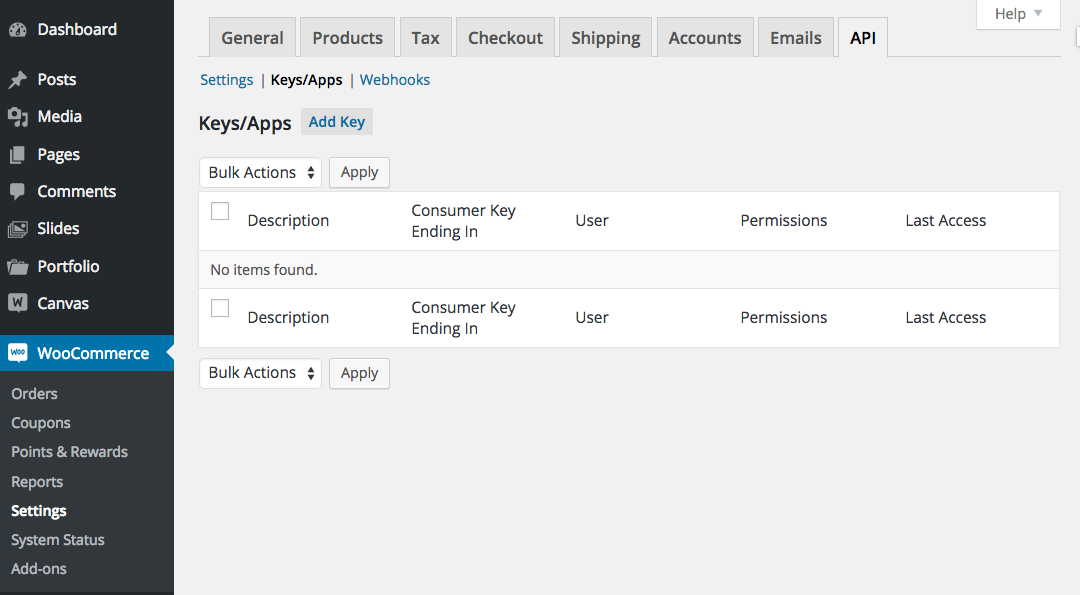 Dashboard
Posts
Media
Pages
Comments
Slides
Portfolio
W Canvas
WOO WooCommerce
Orders
Coupons
Points & Rewards
Reports
Settings
System Status
Add-ons
Help
General Products Tax Checkout Shipping Accounts Emails API
Settings | Keys/Apps | Webhooks
Keys/Apps Add Key
Bulk Actions Apply
Description Consumer Key Ending In User Permissions Last Access
No items found.
Description Consumer Key Ending In User Permissions Last Access
Bulk Actions Apply